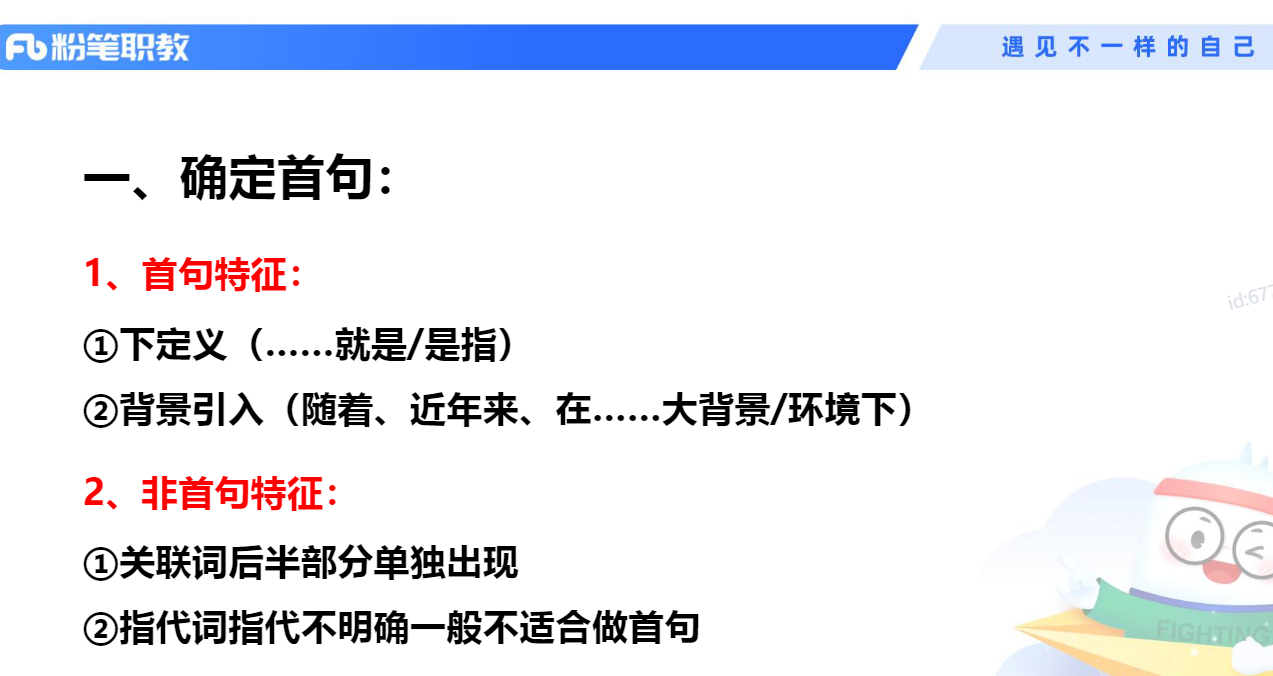 粉笔职教
遇见不一样的自己
一、确定首句：
1、首句特征：
①下定义（……就是/是指）
②背景引入（随着、近年来、在……大背景/环境下）
id:677
2、非首句特征：
①关联词后半部分单独出现
②指代词指代不明确一般不适合做首句
FIGHTING